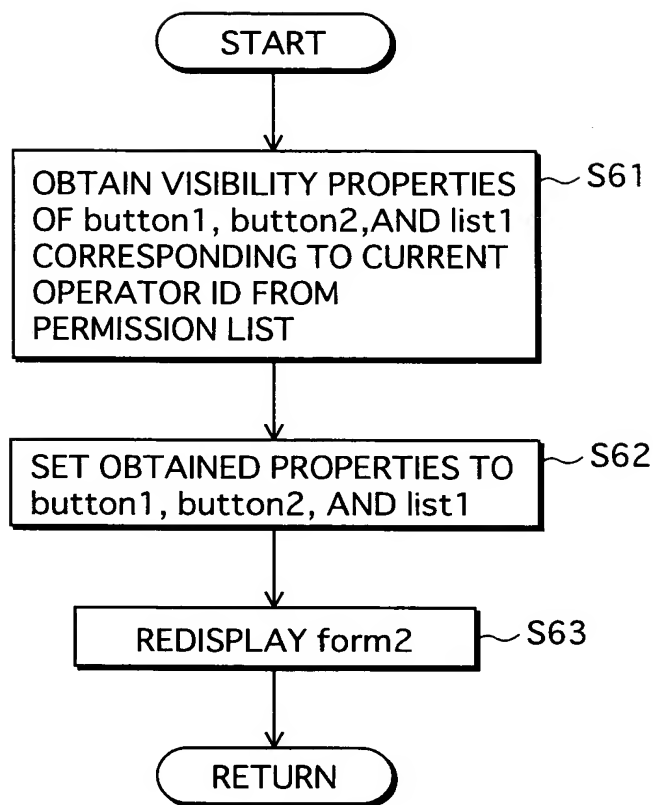 START
OBTAIN VISIBILITY PROPERTIES
OF button1, button2,AND list1
CORRESPONDING TO CURRENT
OPERATOR ID FROM
PERMISSION LIST
S61
SET OBTAINED PROPERTIES TO
button1, button2, AND list1
S62
REDISPLAY form2
S63
RETURN